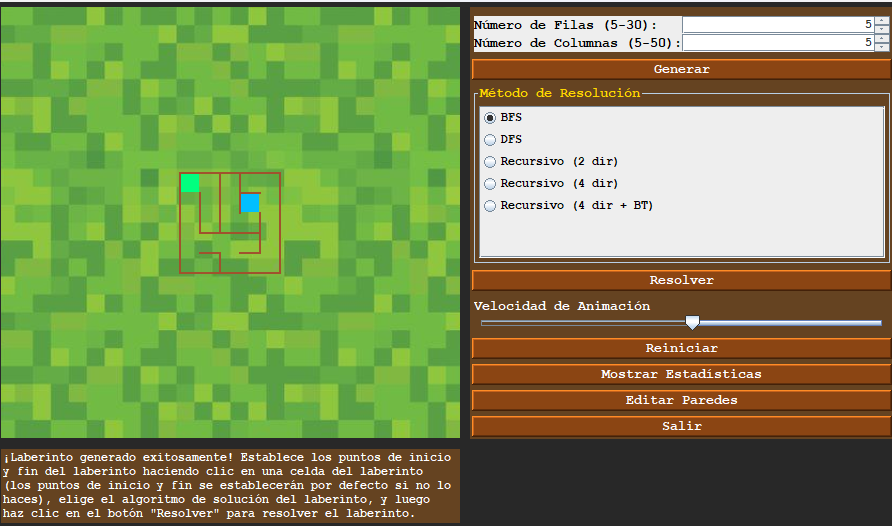 Número de Filas (5-30):
5
Número de Columnas (5-50):
5
Generar
Método de Resolución
BFS
DFS
Recursivo (2 dir)
Recursivo (4 dir)
Recursivo (4 dir + BT)
Resolver
Velocidad de Animación
Reiniciar
Mostrar Estadísticas
Editar Paredes
Salir
¡Laberinto generado exitosamente! Establece los puntos de inicio
y fin del laberinto haciendo clic en una celda del laberinto
(los puntos de inicio y fin se establecerán por defecto si no lo
haces), elige el algoritmo de solución del laberinto, y luego
haz clic en el botón "Resolver" para resolver el laberinto.